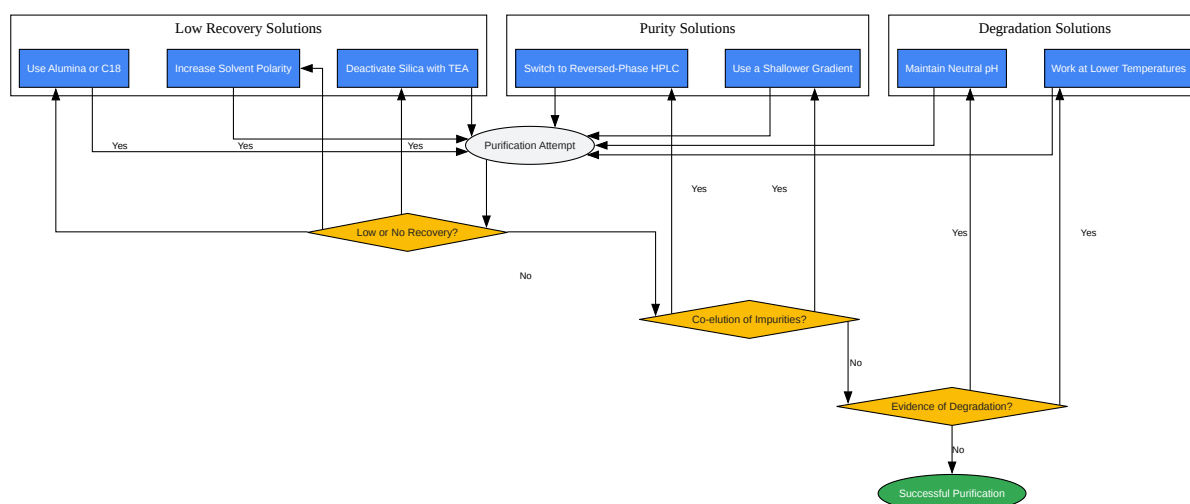 Low Recovery Solutions
Purity Solutions
Degradation Solutions
Use Alumina or C18
Increase Solvent Polarity
Deactivate Silica with TEA
Switch to Reversed-Phase HPLC
Use a Shallower Gradient
Maintain Neutral pH
Work at Lower Temperatures
Yes
Yes
Yes
Purification Attempt
Yes
Yes
Low or No Recovery?
Yes
Yes
No
Co-elution of Impurities?
No
Evidence of Degradation?
No
Successful Purification